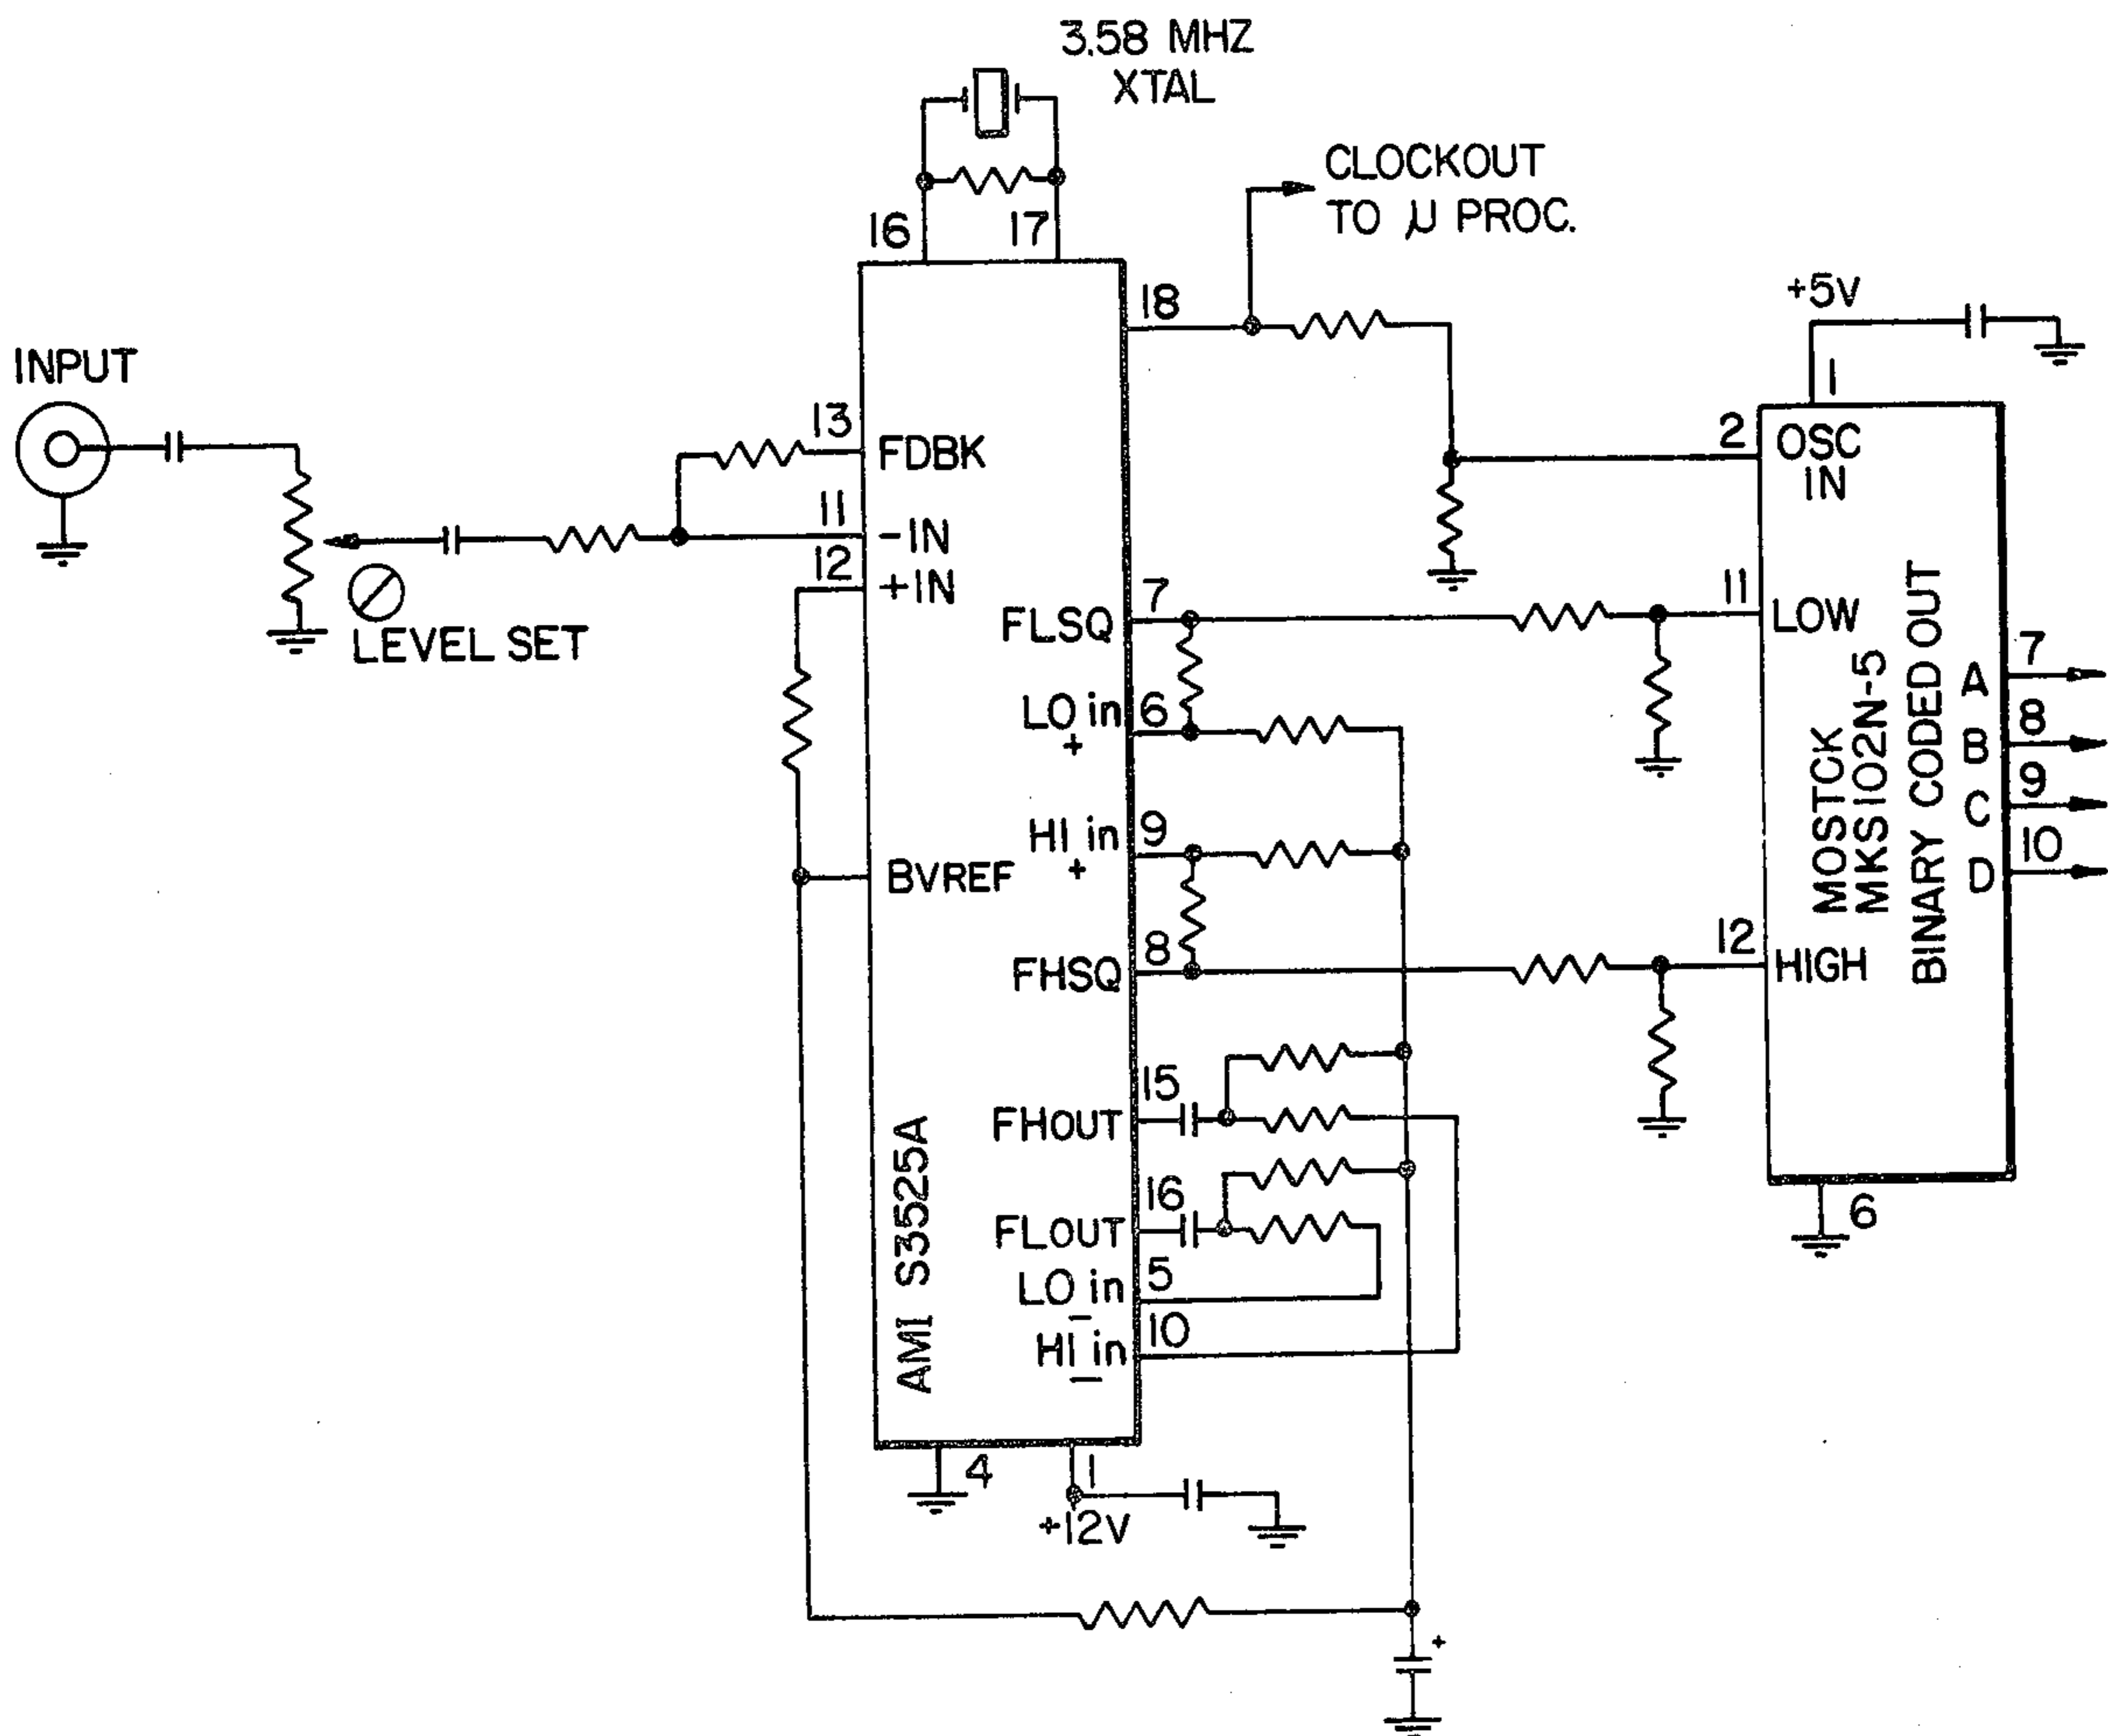 3.58 MHZ
XTAL
CLOCKOUT
TO µ PROC.
16
17
18
+5V
1
INPUT
13
FDBK
2
OSC
IN
11
-IN
12
+IN
LEVEL SET
7
FLSQ
11
LOW
LO in
+
6
HI in
+
9
BVREF
8
FHSQ
12
HIGH
MOSTCK
MK5102N-5
BINARY CODED OUT
A
7
B
8
C
9
D
10
15
FHOUT
16
FLOUT
LO in
-
5
HI in
-
10
AMI S3525A
6
4
1
+12V
+